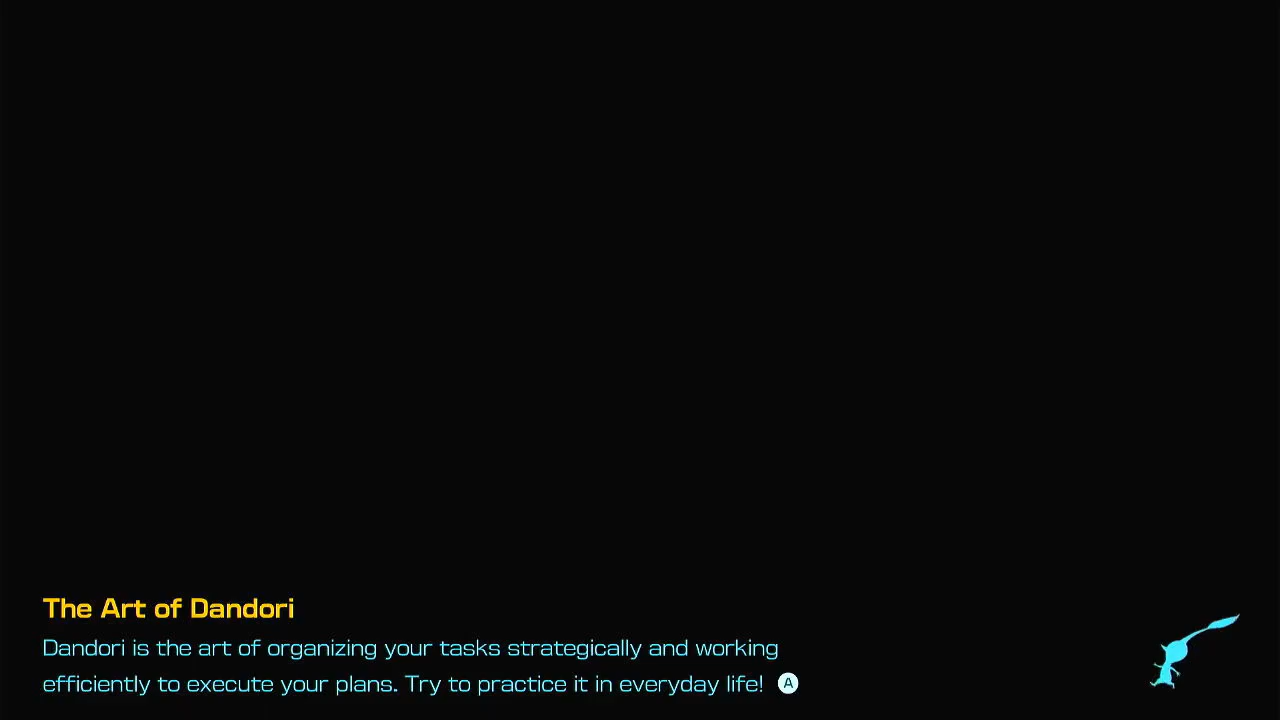 The Art of Dandori
Dandori is the art of organizing your tasks strategically and working
efficiently to execute your plans. Try to practice it in everyday life! A